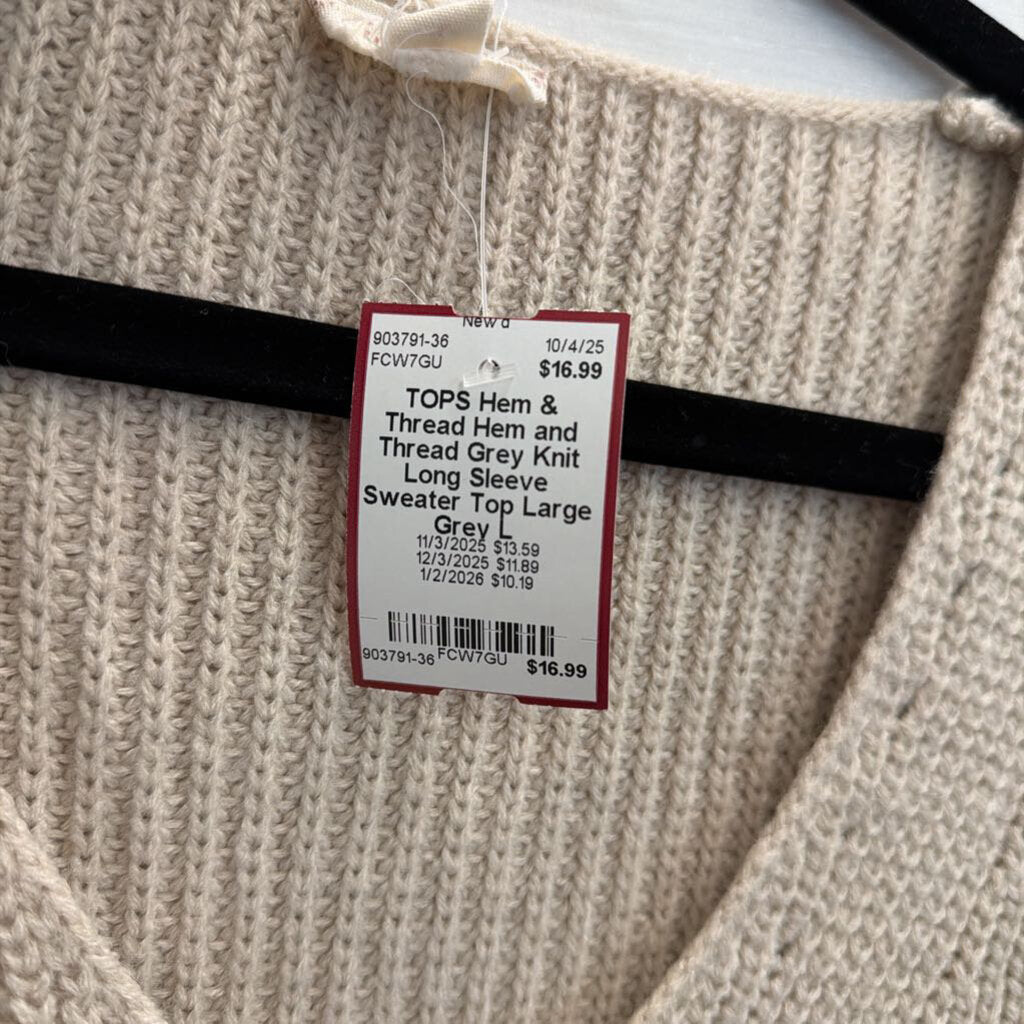 New
903791-36 10/4/25
FCW7GU $16.99
TOPS Hem &
Thread Hem and
Thread Grey Knit
Long Sleeve
Sweater Top Large
Grey L
11/3/2025 $13.59
12/3/2025 $11.89
1/2/2026 $10.19
903791-36 FCW7GU $16.99